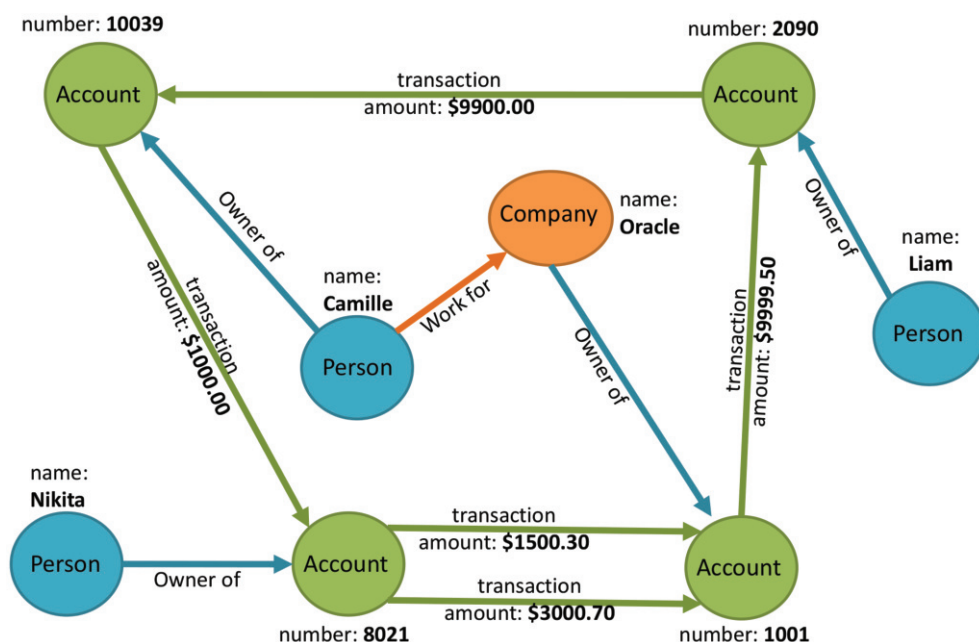 number: 10039
number: 2090
Account
transaction
amount: $9900.00
Account
Owner of
Company
name:
Oracle
Owner of
name:
Liam
Person
name:
Camille
Person
Work for
transaction
amount: $1000.00
Owner of
transaction
amount: $9999.50
name:
Nikita
Person
Owner of
Account
number: 8021
transaction
amount: $1500.30
transaction
amount: $3000.70
Account
number: 1001